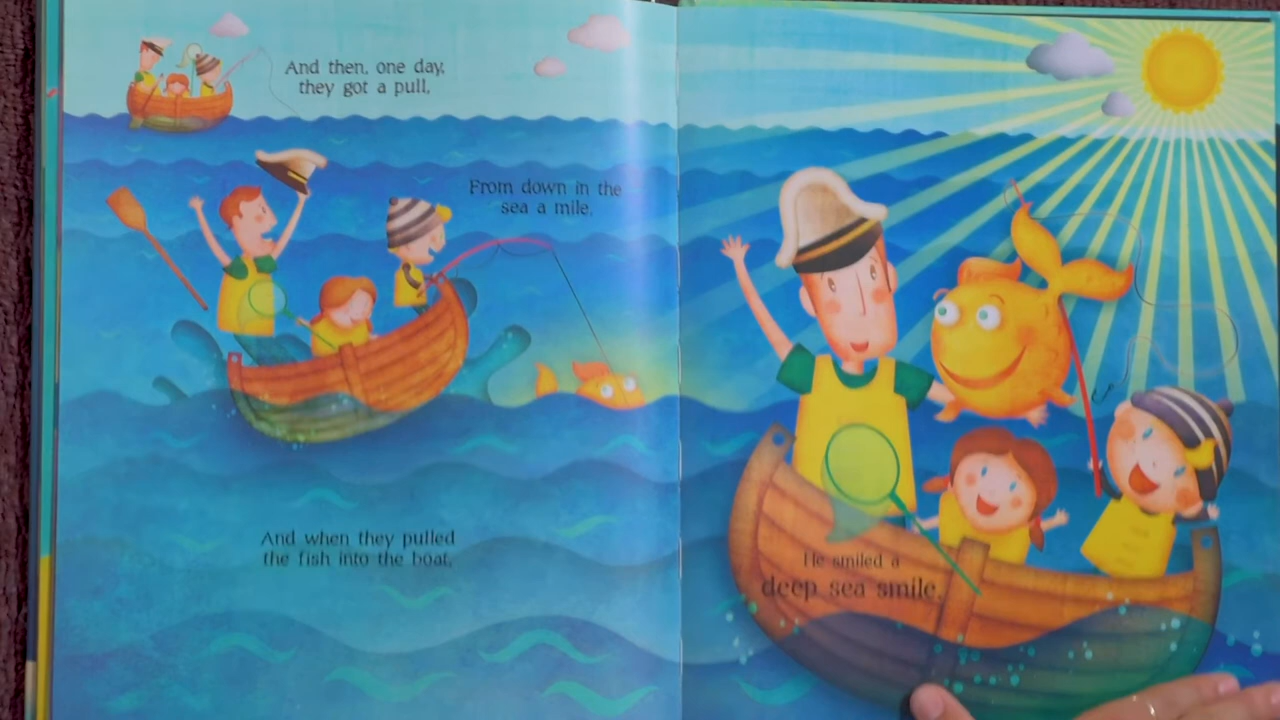 And then, one day,
they got a pull,
From down in the
sea a mile,
And when they pulled
the fish into the boat,
He smiled a
deep sea smile.